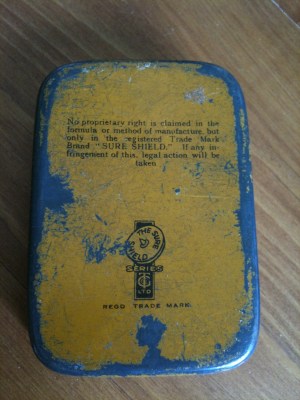 No proprietary right is claimed in the
formula or method of manufacture, but
only in the registered Trade Mark
Brand "SURE SHIELD." If any in-
fringement of this, legal action will be
taken
THE SURE
SHIELD
SERIES
LTD
REGD TRADE MARK.